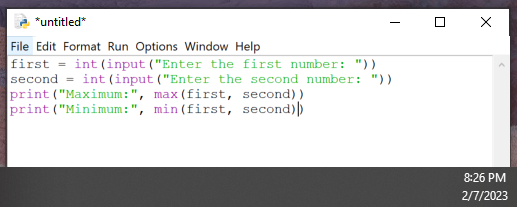 *untitled*
File Edit Format Run Options Window Help
first = int(input("Enter the first number: "))
second = int(input("Enter the second number: "))
print("Maximum:", max(first, second))
print("Minimum:", min(first, second))
8:26 PM
2/7/2023